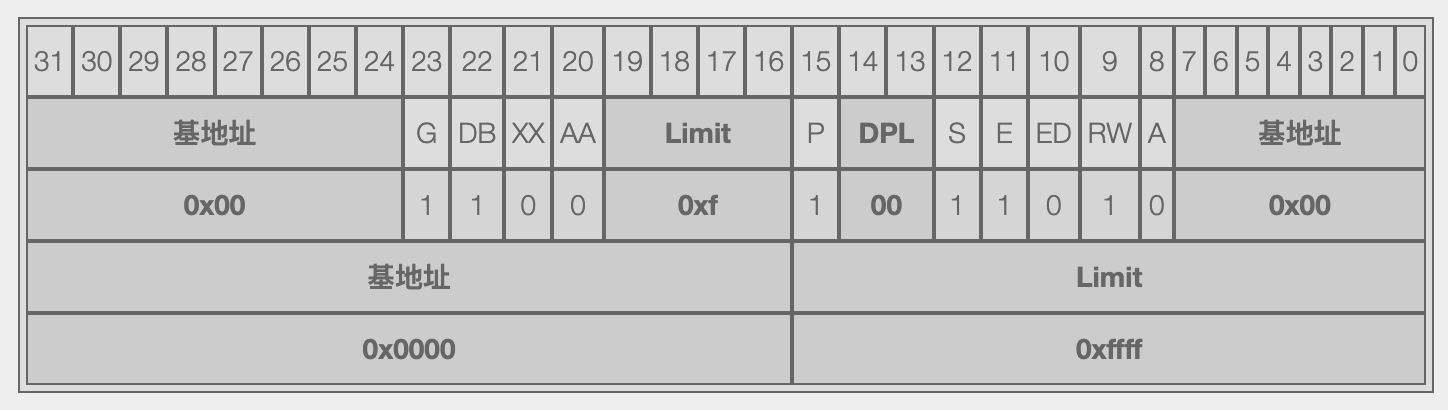 31 30 29 28 27 26 25 24 23 22 21 20 19 18 17 16 15 14 13 12 11 10 9 8 7 6 5 4 3 2 1 0
基地址 G DB XX AA Limit P DPL S E ED RW A 基地址
0x00 1 1 0 0 0xf 1 00 1 1 0 1 0 0x00
基地址 Limit
0x0000 0xffff